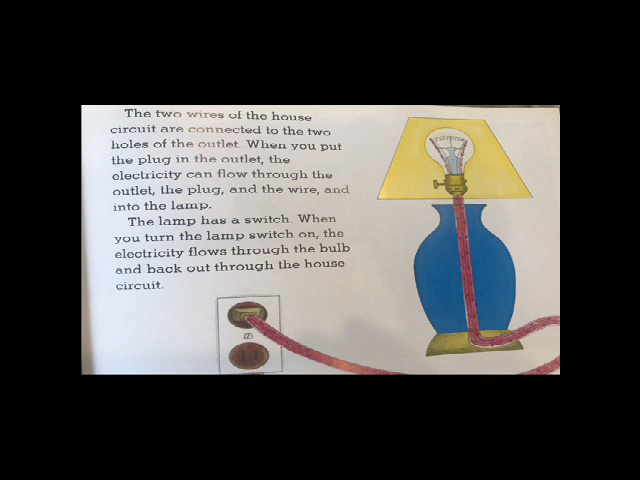 The two wires of the house
circuit are connected to the two
holes of the outlet. When you put
the plug in the outlet, the
electricity can flow through the
outlet, the plug, and the wire, and
into the lamp.
The lamp has a switch. When
you turn the lamp switch on, the
electricity flows through the bulb
and back out through the house
circuit.